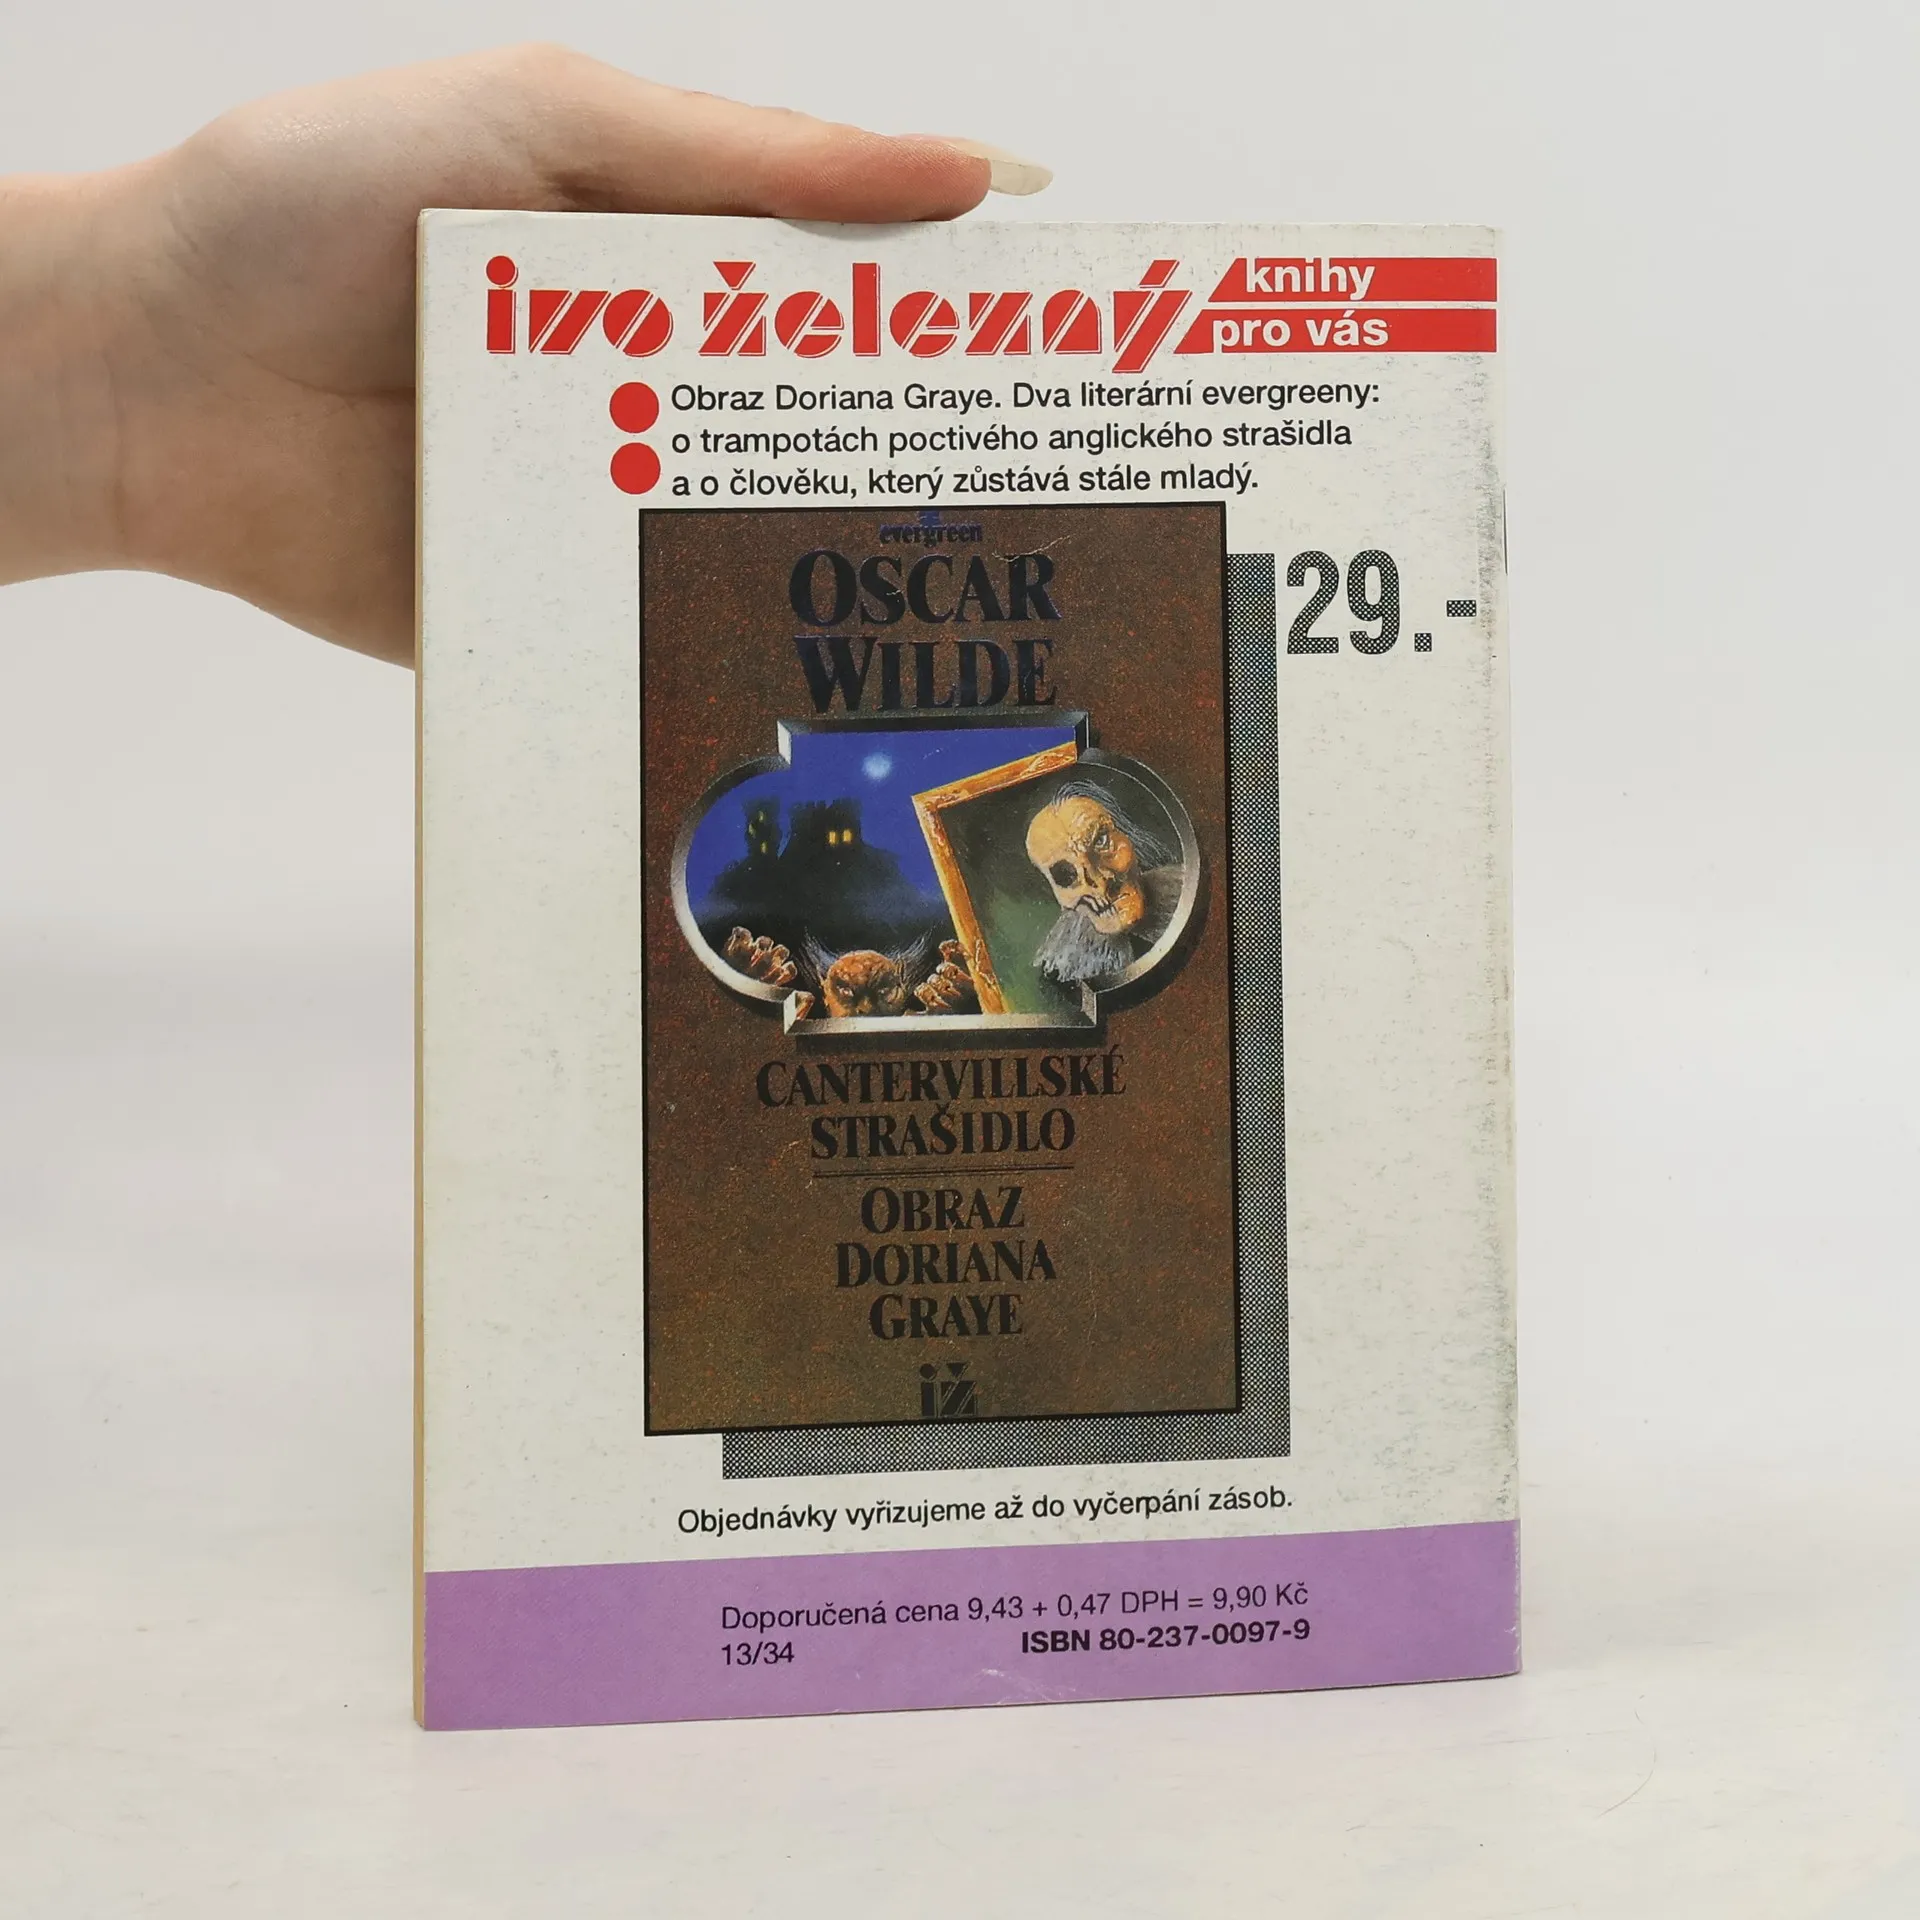 ivo železný
knihy
pro vás
Obraz Doriana Graye. Dva literární evergreeny:
o trampotách poctivého anglického strašidla
a o člověku, který zůstává stále mladý.
evergreen
OSCAR
WILDE
29.-
CANTERVILLSKÉ
STRAŠIDLO
OBRAZ
DORIANA
GRAYE
iž
Objednávky vyřizujeme až do vyčerpání zásob.
Doporučená cena 9,43 + 0,47 DPH = 9,90 Kč
13/34 ISBN 80-237-0097-9